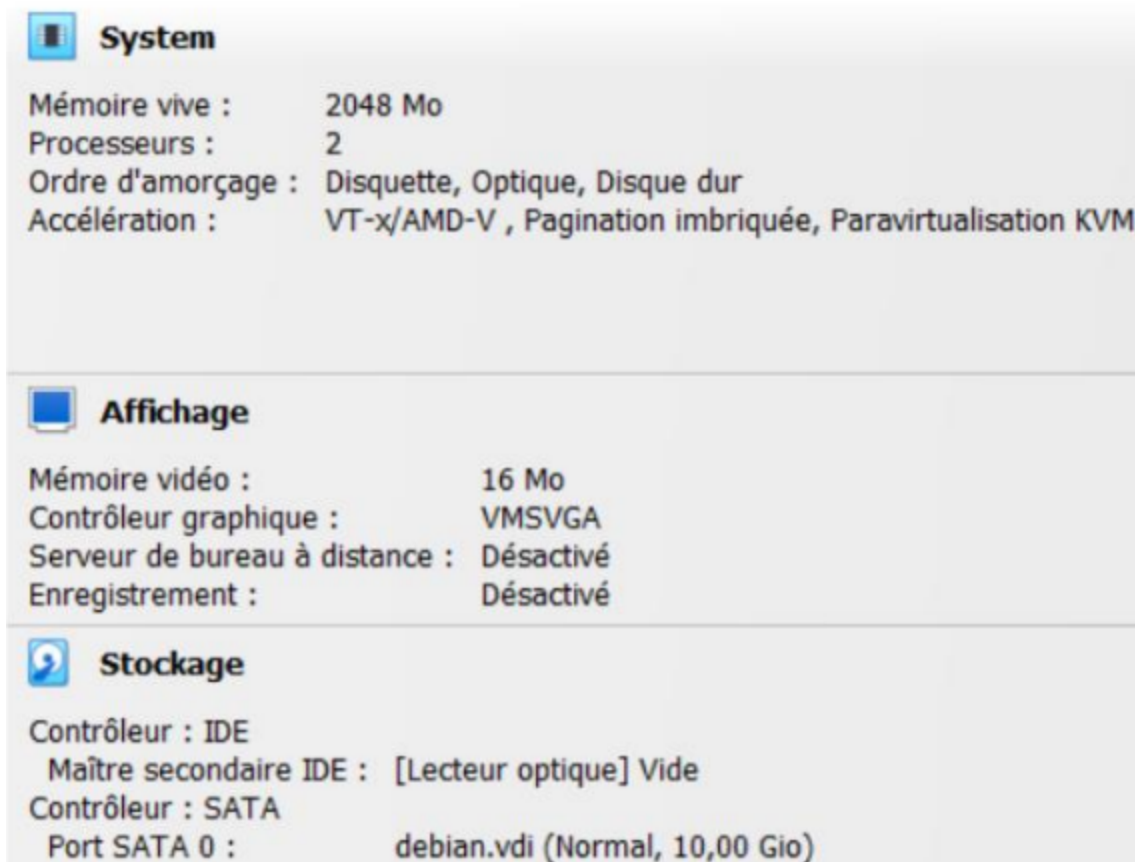 System
Mémoire vive : 2048 Mo
Processeurs : 2
Ordre d'amorçage : Disquette, Optique, Disque dur
Accélération : VT-x/AMD-V , Pagination imbriquée, Paravirtualisation KVM
Affichage
Mémoire vidéo : 16 Mo
Contrôleur graphique : VMSVGA
Serveur de bureau à distance : Désactivé
Enregistrement : Désactivé
Stockage
Contrôleur : IDE
Maître secondaire IDE : [Lecteur optique] Vide
Contrôleur : SATA
Port SATA 0 : debian.vdi (Normal, 10,00 Gio)